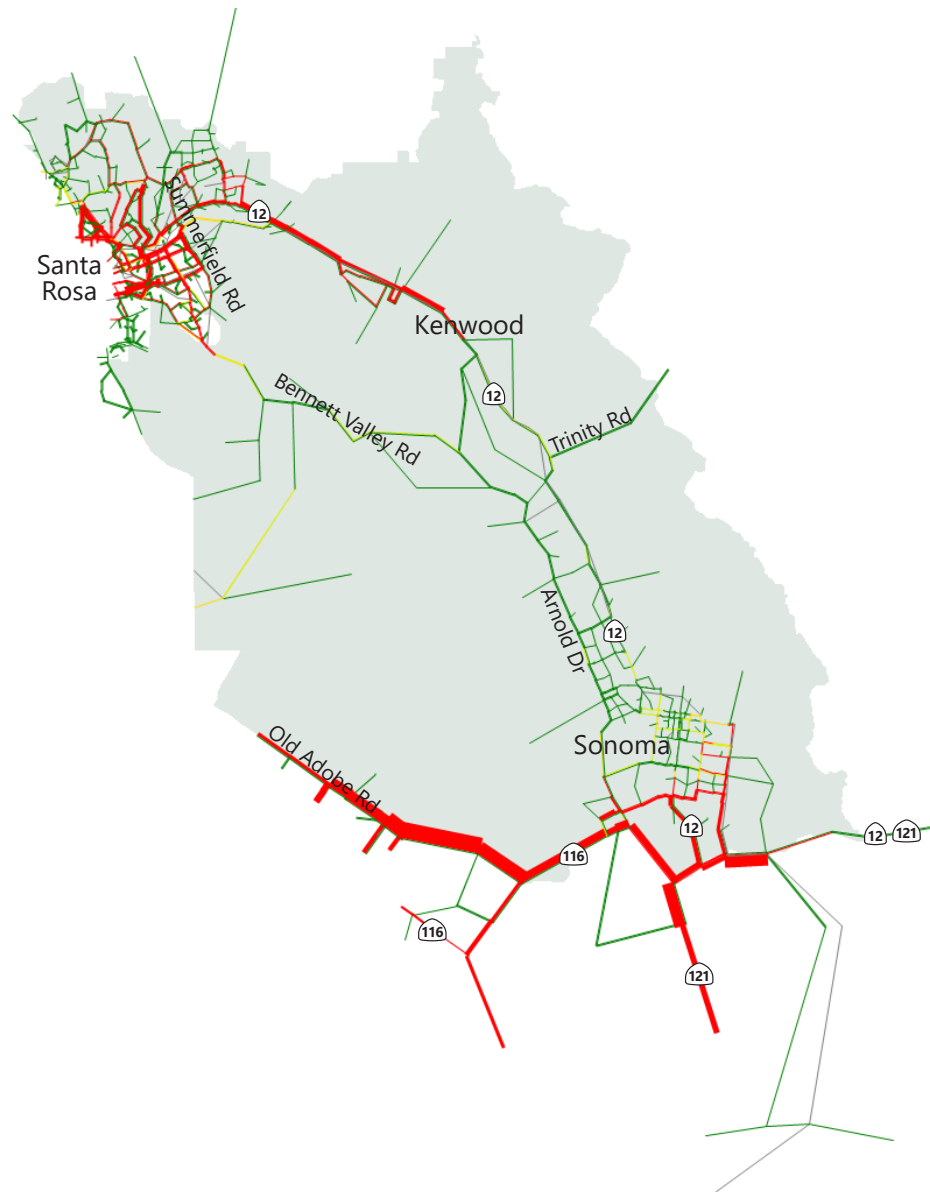 Summerfield Rd
12
Santa
Rosa
Kenwood
Bennett Valley Rd
12
Trinity Rd
Arnold Dr
12
Sonoma
Old Adobe Rd
12
116
12
121
116
121